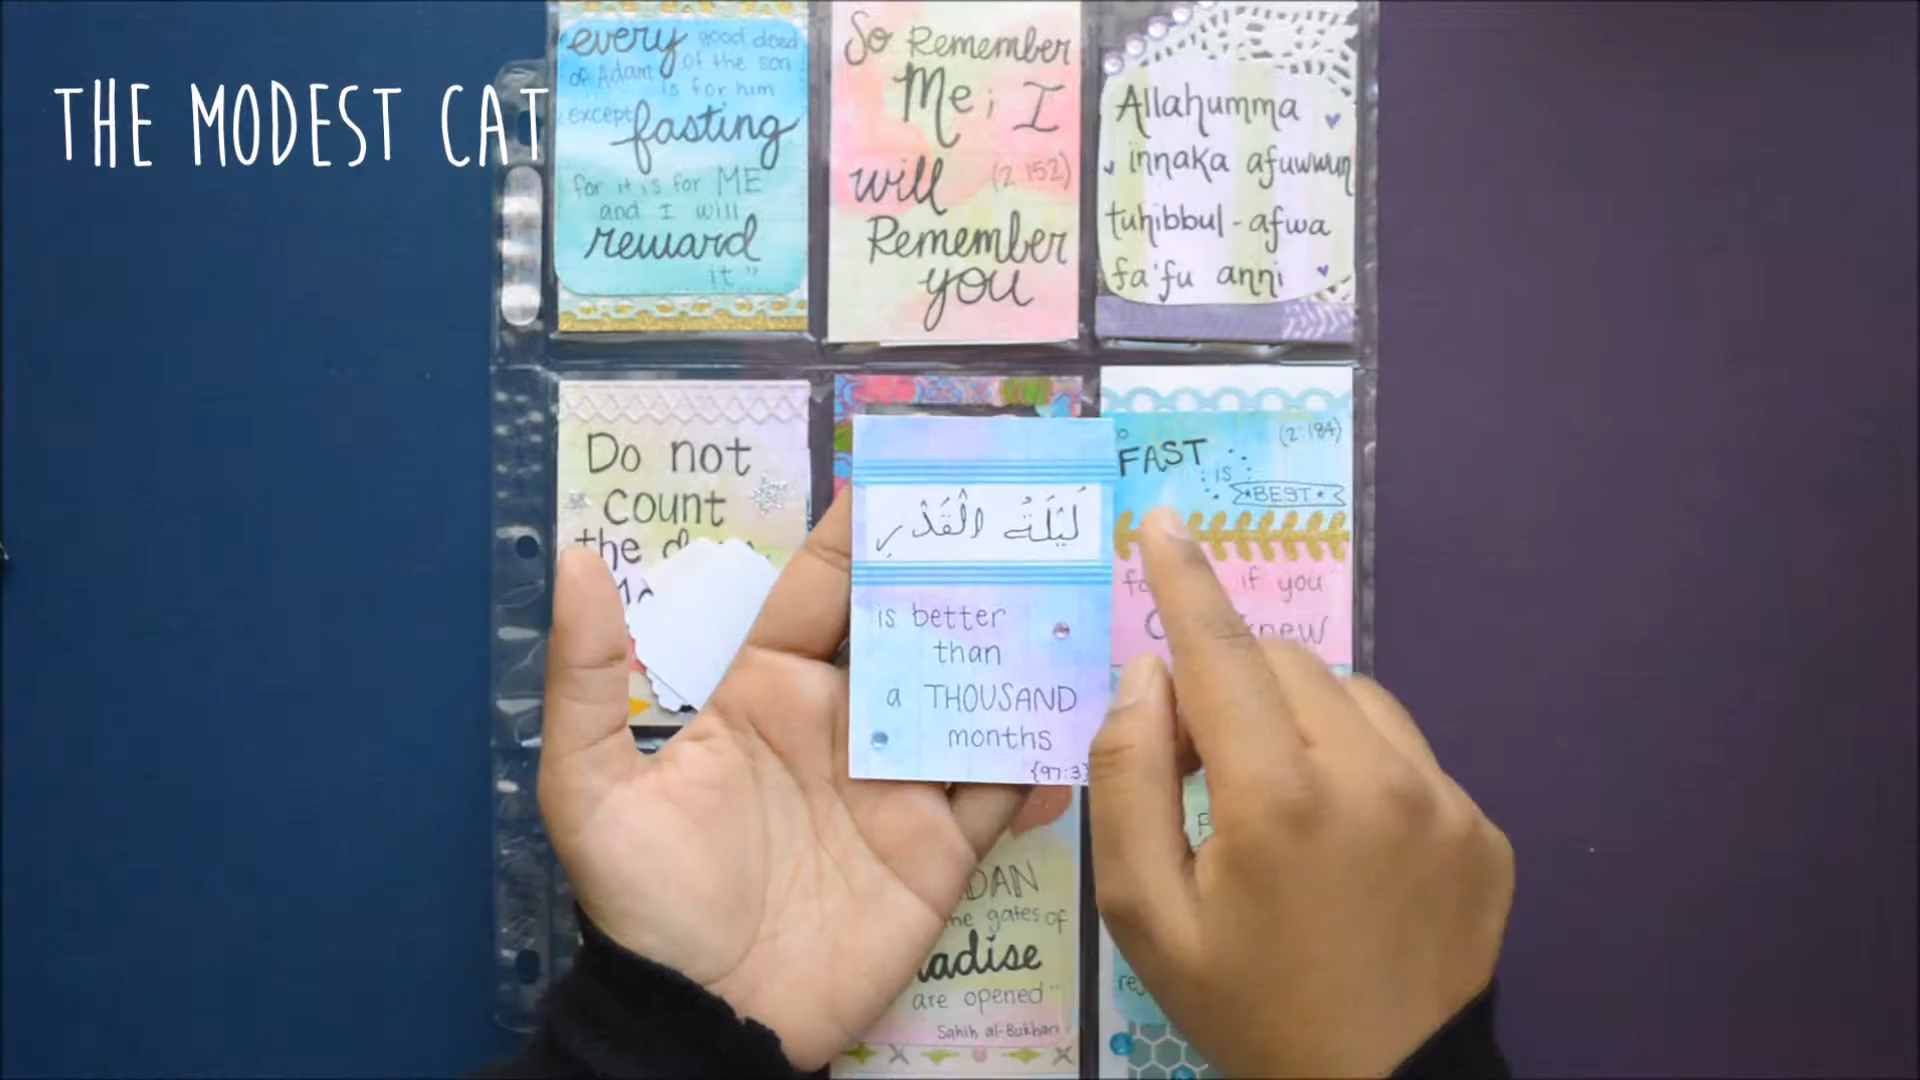 THE MODEST CAT
every good deed
of Adam of the son
is for him
except fasting
for it is for ME
and I will
reward
it"
So Remember
Me; I
will (2:152)
Remember
you
Allahumma
innaka afuwwun
tuhibbul-afwa
fa'fu anni
Do not
count
the
لَيْلَةُ الْقَدْرِ
is better
than
a THOUSAND
months
{97:3}
(2:184)
FAST
is
BEST
if you
knew
gates of
are opened"
Sahih al-Bukhari